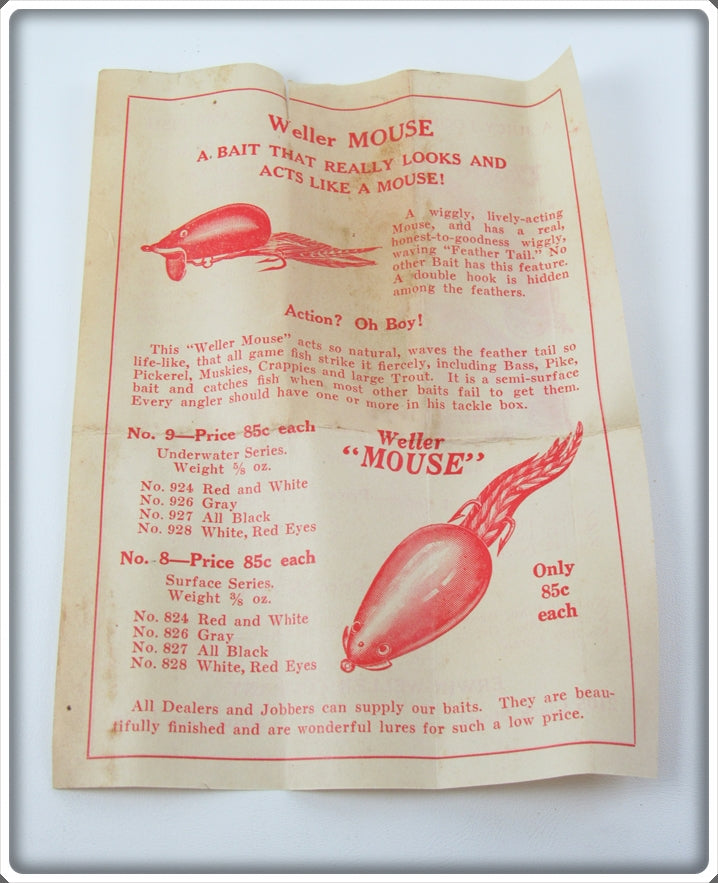 Weller MOUSE
A BAIT THAT REALLY LOOKS AND
ACTS LIKE A MOUSE!
A wiggly, lively-acting
Mouse, and has a real,
honest-to-goodness wiggly,
waving "Feather Tail." No
other Bait has this feature.
A double hook is hidden
among the feathers.
Action? Oh Boy!
This "Weller Mouse" acts so natural, waves the feather tail so
life-like, that all game fish strike it fiercely, including Bass, Pike,
Pickerel, Muskies, Crappies and large Trout. It is a semi-surface
bait and catches fish when most other baits fail to get them.
Every angler should have one or more in his tackle box.
No. 9—Price 85c each
Underwater Series.
Weight ⅝ oz.
No. 924 Red and White
No. 926 Gray
No. 927 All Black
No. 928 White, Red Eyes
No. 8—Price 85c each
Surface Series.
Weight ⅜ oz.
No. 824 Red and White
No. 826 Gray
No. 827 All Black
No. 828 White, Red Eyes
Weller
"MOUSE"
Only
85c
each
All Dealers and Jobbers can supply our baits. They are beau-
tifully finished and are wonderful lures for such a low price.